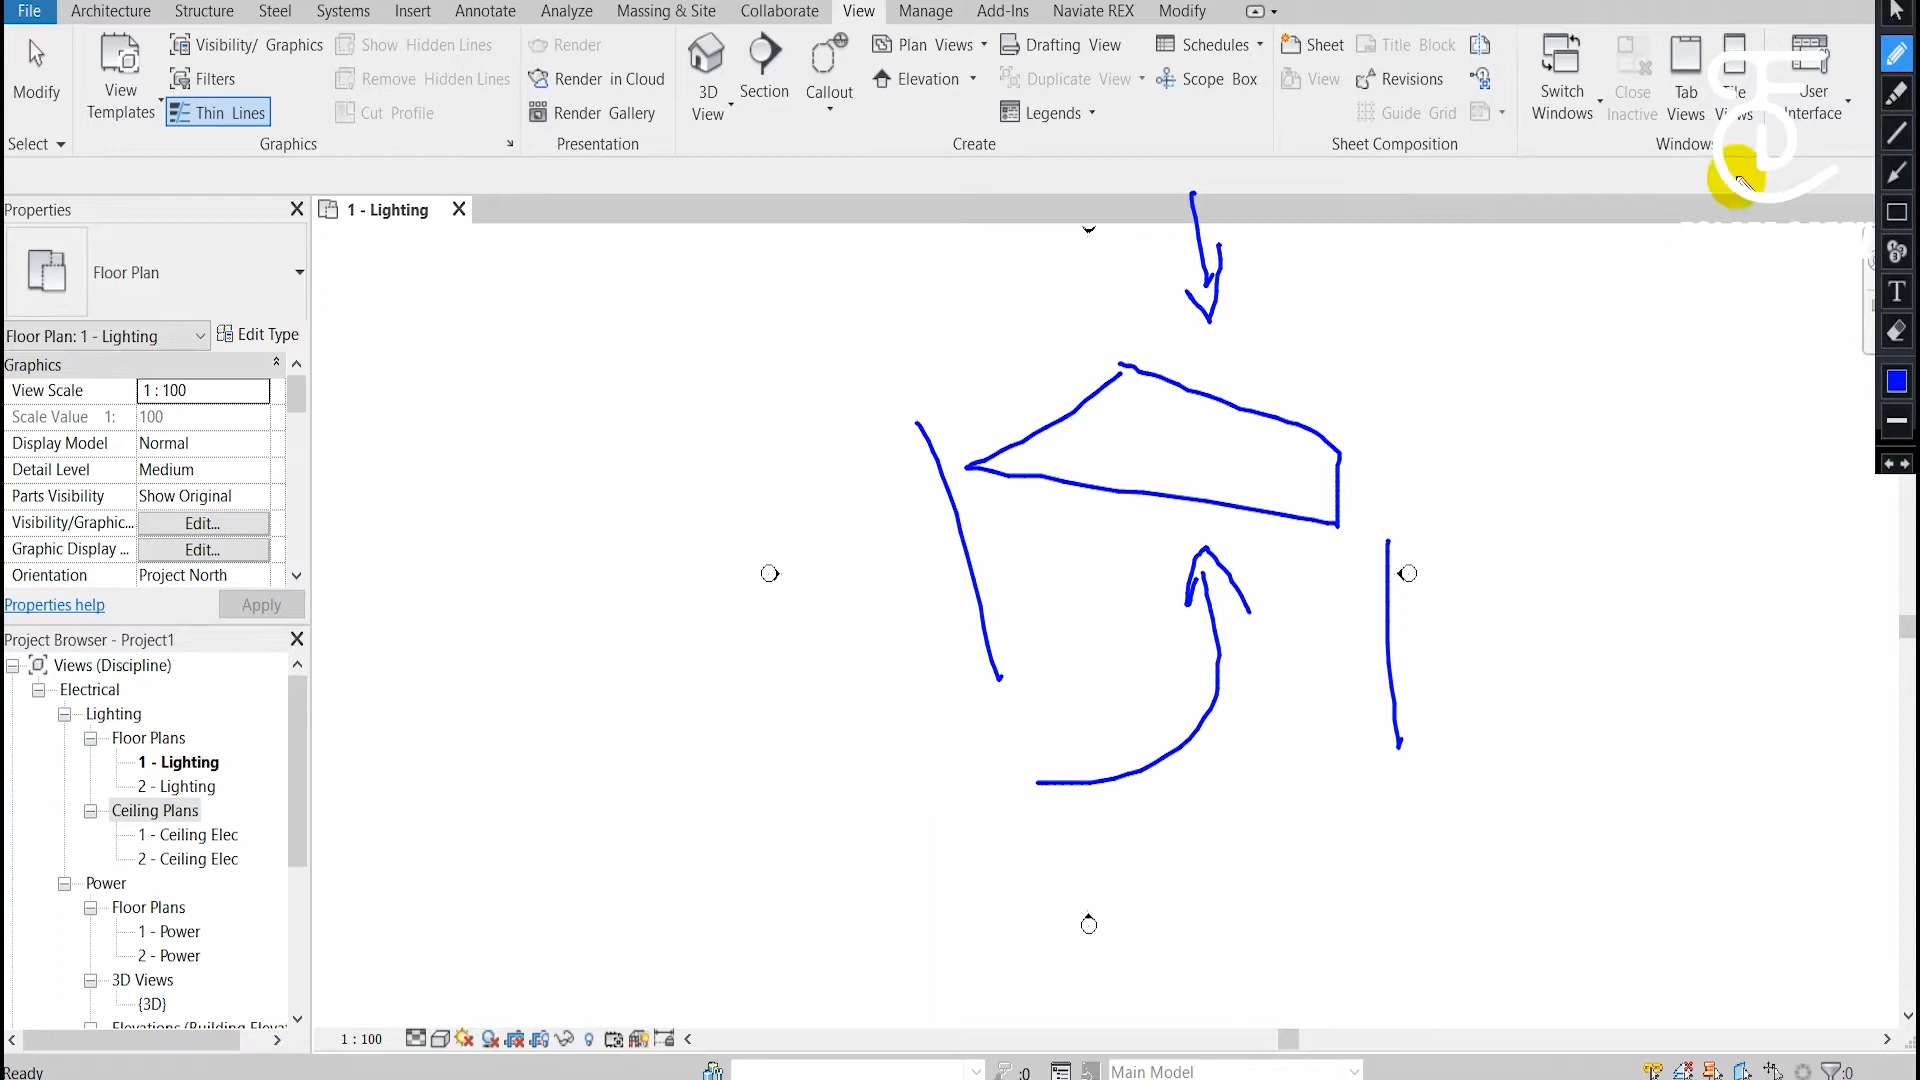 File Architecture Structure Steel Systems Insert Annotate Analyze Massing & Site Collaborate View Manage Add-Ins Naviate REX Modify
Modify
Select
View Templates
Visibility/ Graphics
Filters
Thin Lines
Show Hidden Lines
Remove Hidden Lines
Cut Profile
Graphics
Render
Render in Cloud
Render Gallery
Presentation
3D View
Section
Callout
Plan Views
Elevation
Drafting View
Duplicate View
Legends
Schedules
Scope Box
Create
Sheet
View
Title Block
Revisions
Guide Grid
Sheet Composition
Switch Windows
Close Inactive
Tab Views
Tile Views
User Interface
Windows
Properties
1 - Lighting
Floor Plan
Floor Plan: 1 - Lighting
Edit Type
Graphics
View Scale 1 : 100
Scale Value 1: 100
Display Model Normal
Detail Level Medium
Parts Visibility Show Original
Visibility/Graphic... Edit...
Graphic Display ... Edit...
Orientation Project North
Properties help Apply
Project Browser - Project1
Views (Discipline)
Electrical
Lighting
Floor Plans
1 - Lighting
2 - Lighting
Ceiling Plans
1 - Ceiling Elec
2 - Ceiling Elec
Power
Floor Plans
1 - Power
2 - Power
3D Views
{3D}
1 : 100
Ready
:0
Main Model
:0
T